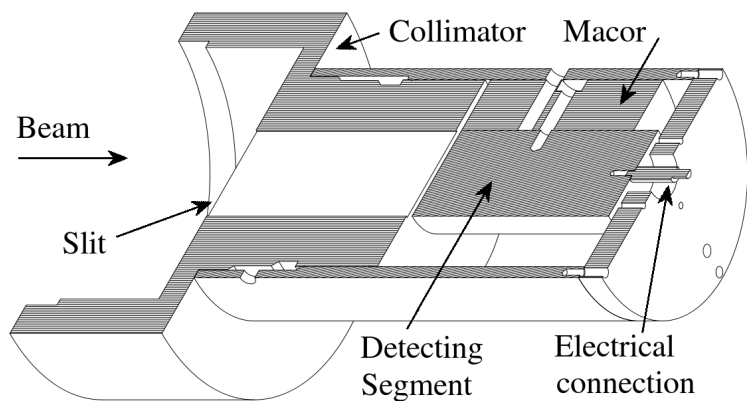 Collimator
Macor
Beam
Slit
Detecting
Segment
Electrical
connection